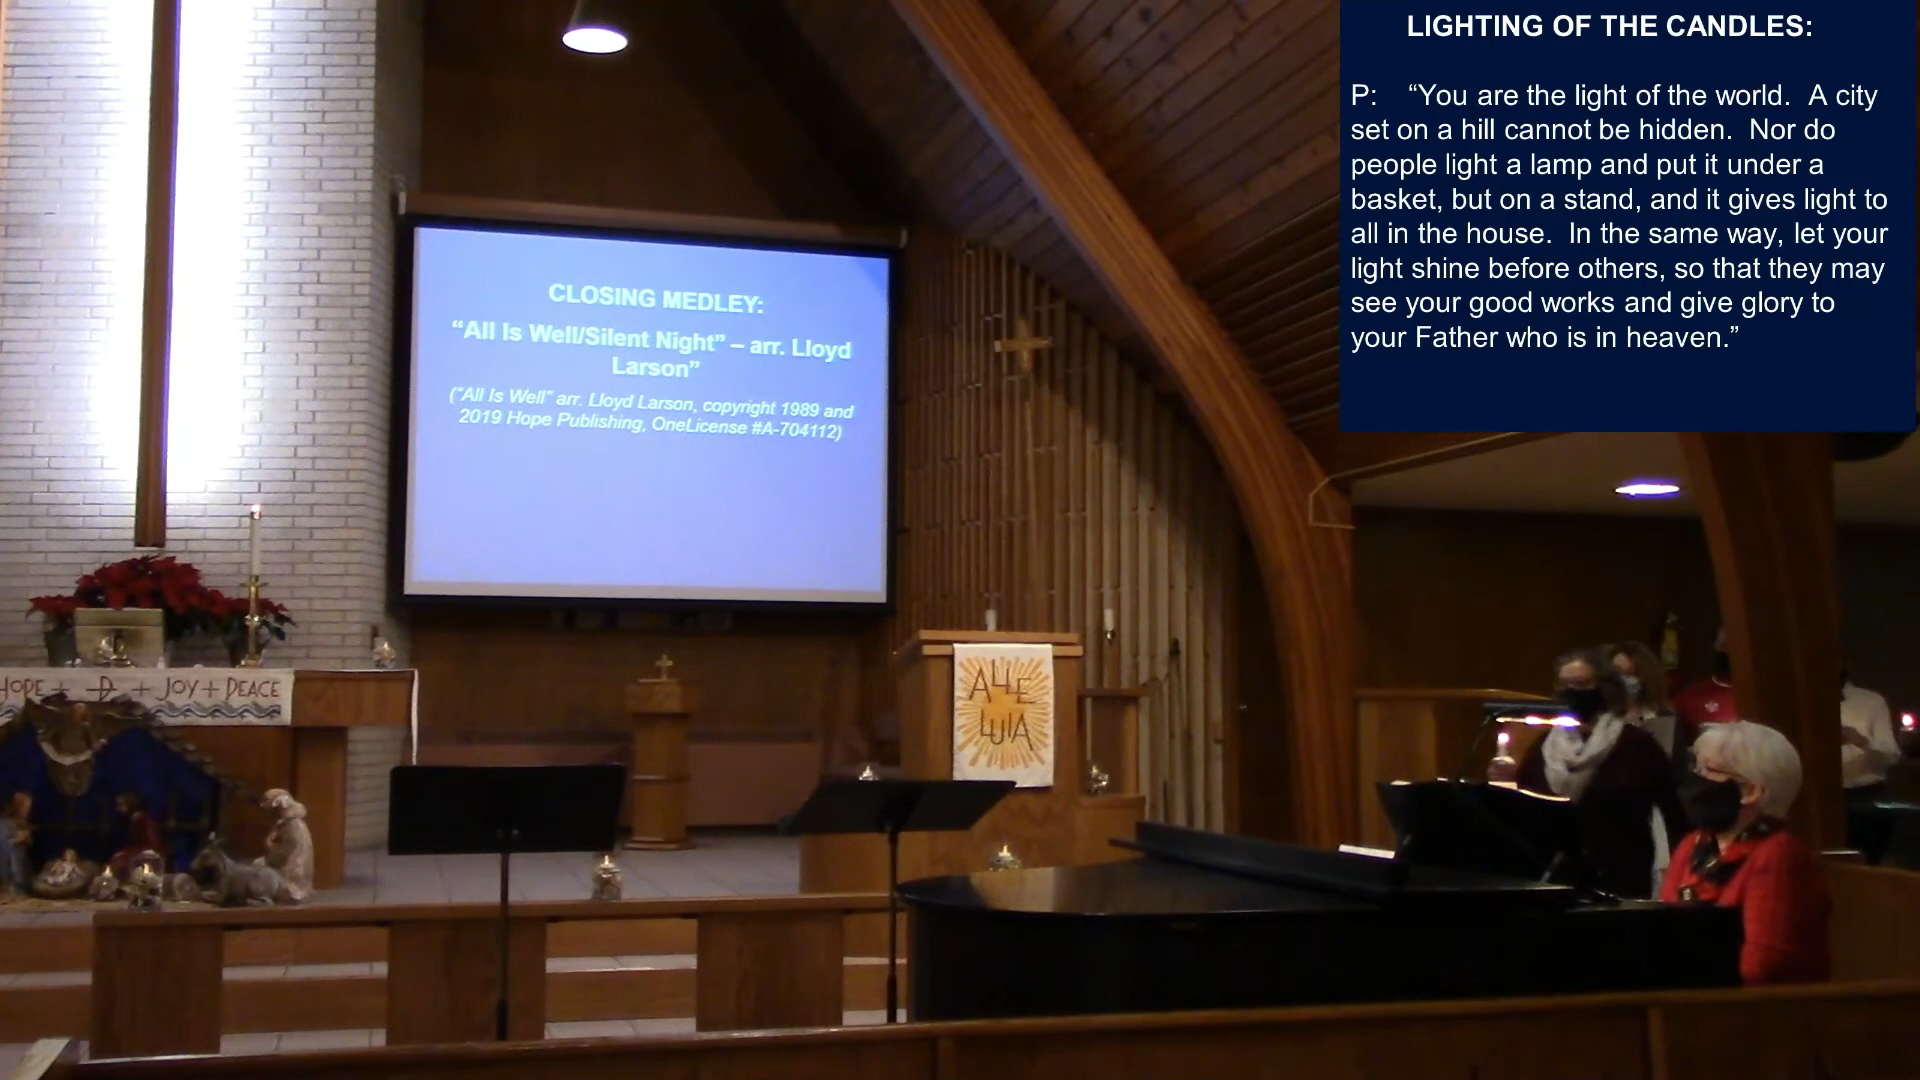 LIGHTING OF THE CANDLES:
P: “You are the light of the world. A city
set on a hill cannot be hidden. Nor do
people light a lamp and put it under a
basket, but on a stand, and it gives light to
all in the house. In the same way, let your
light shine before others, so that they may
see your good works and give glory to
your Father who is in heaven.”
CLOSING MEDLEY:
“All Is Well/Silent Night” – arr. Lloyd
Larson”
(“All Is Well” arr. Lloyd Larson, copyright 1989 and
2019 Hope Publishing, OneLicense #A-704112)
HOPE + + JOY + PEACE
ALLE
LUIA